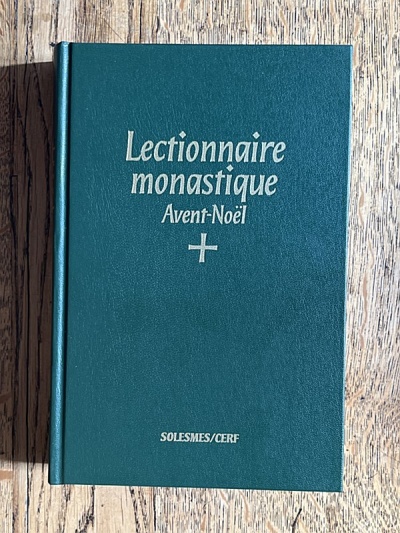 Lectionnaire
monastique
Avent-Noël
SOLESMES/CERF